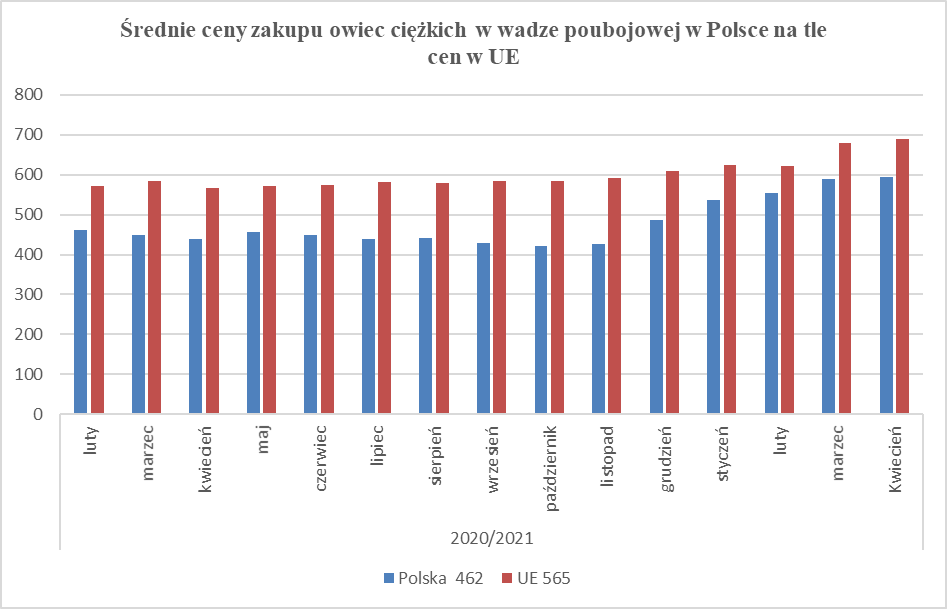 Średnie ceny zakupu owiec ciężkich w wadze poubojowej w Polsce na tle
cen w UE
800
700
600
500
400
300
200
100
0
luty
marzec
kwiecień
maj
czerwiec
lipiec
sierpień
wrzesień
październik
listopad
grudzień
styczeń
luty
marzec
Kwiecień
2020/2021
Polska 462
UE 565